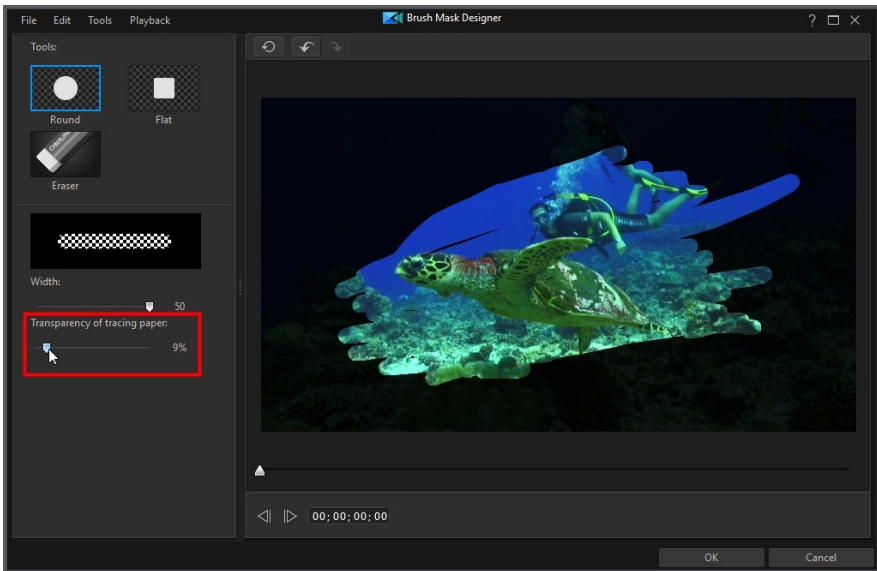 Brush Mask Designer
File Edit Tools Playback
?
Tools:
Round Flat
Eraser
Width:
50
Transparency of tracing paper:
9%
00;00;00;00
OK Cancel